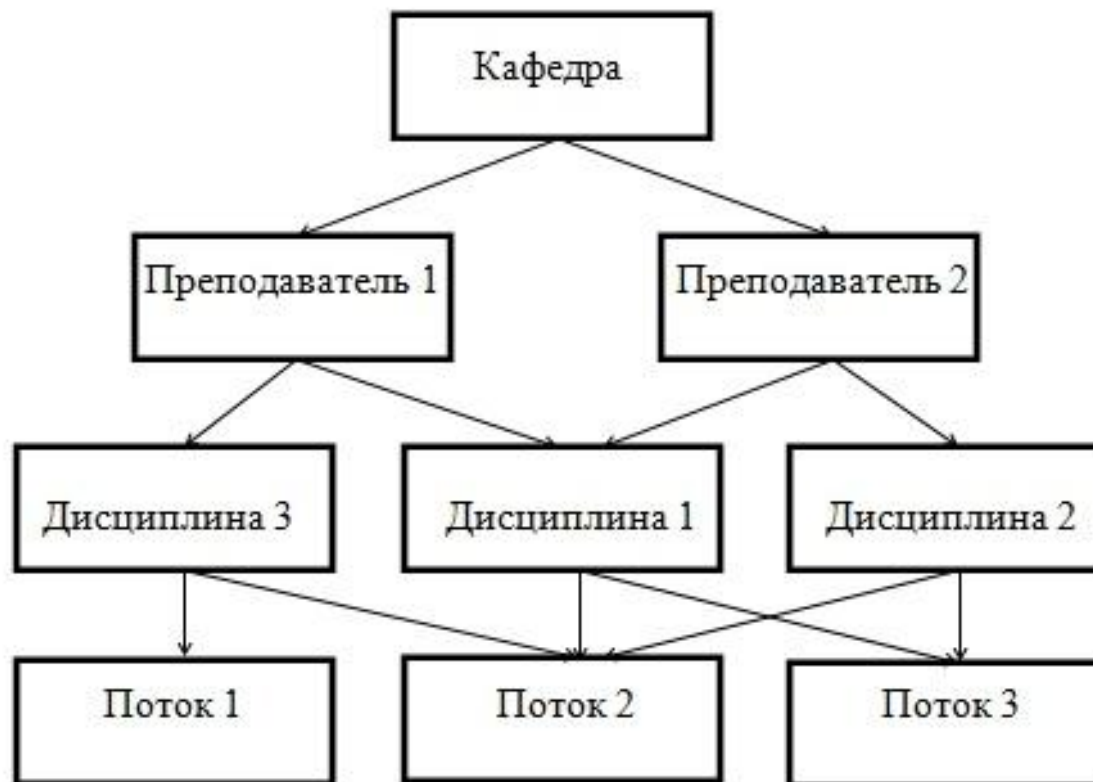 Кафедра
Преподаватель 1
Преподаватель 2
Дисциплина 3
Дисциплина 1
Дисциплина 2
Поток 1
Поток 2
Поток 3